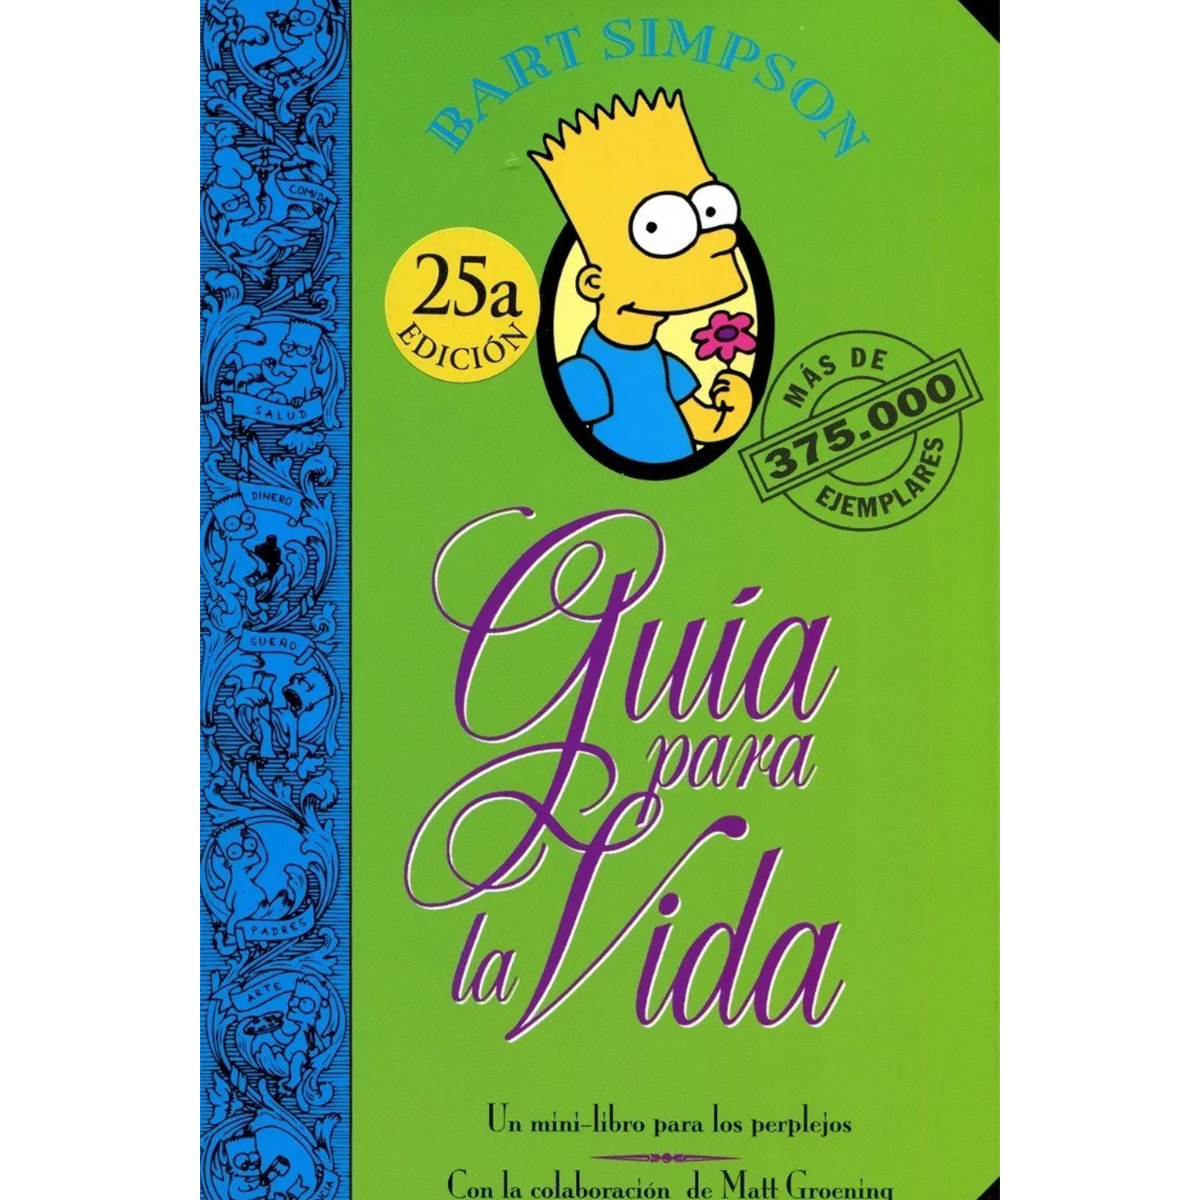 BART SIMPSON
25a
EDICIÓN
MÁS DE
375.000
EJEMPLARES
Guía
para
la Vida
Un mini-libro para los perplejos
Con la colaboración de Matt Groening
COMIDA
SALUD
DINERO
SUEÑO
PADRES
ARTE